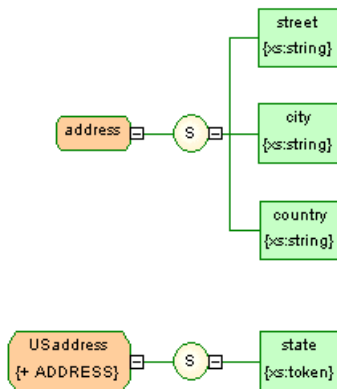 street
{xs:string}
address
S
city
{xs:string}
country
{xs:string}
USaddress
{+ ADDRESS}
S
state
{xs:token}